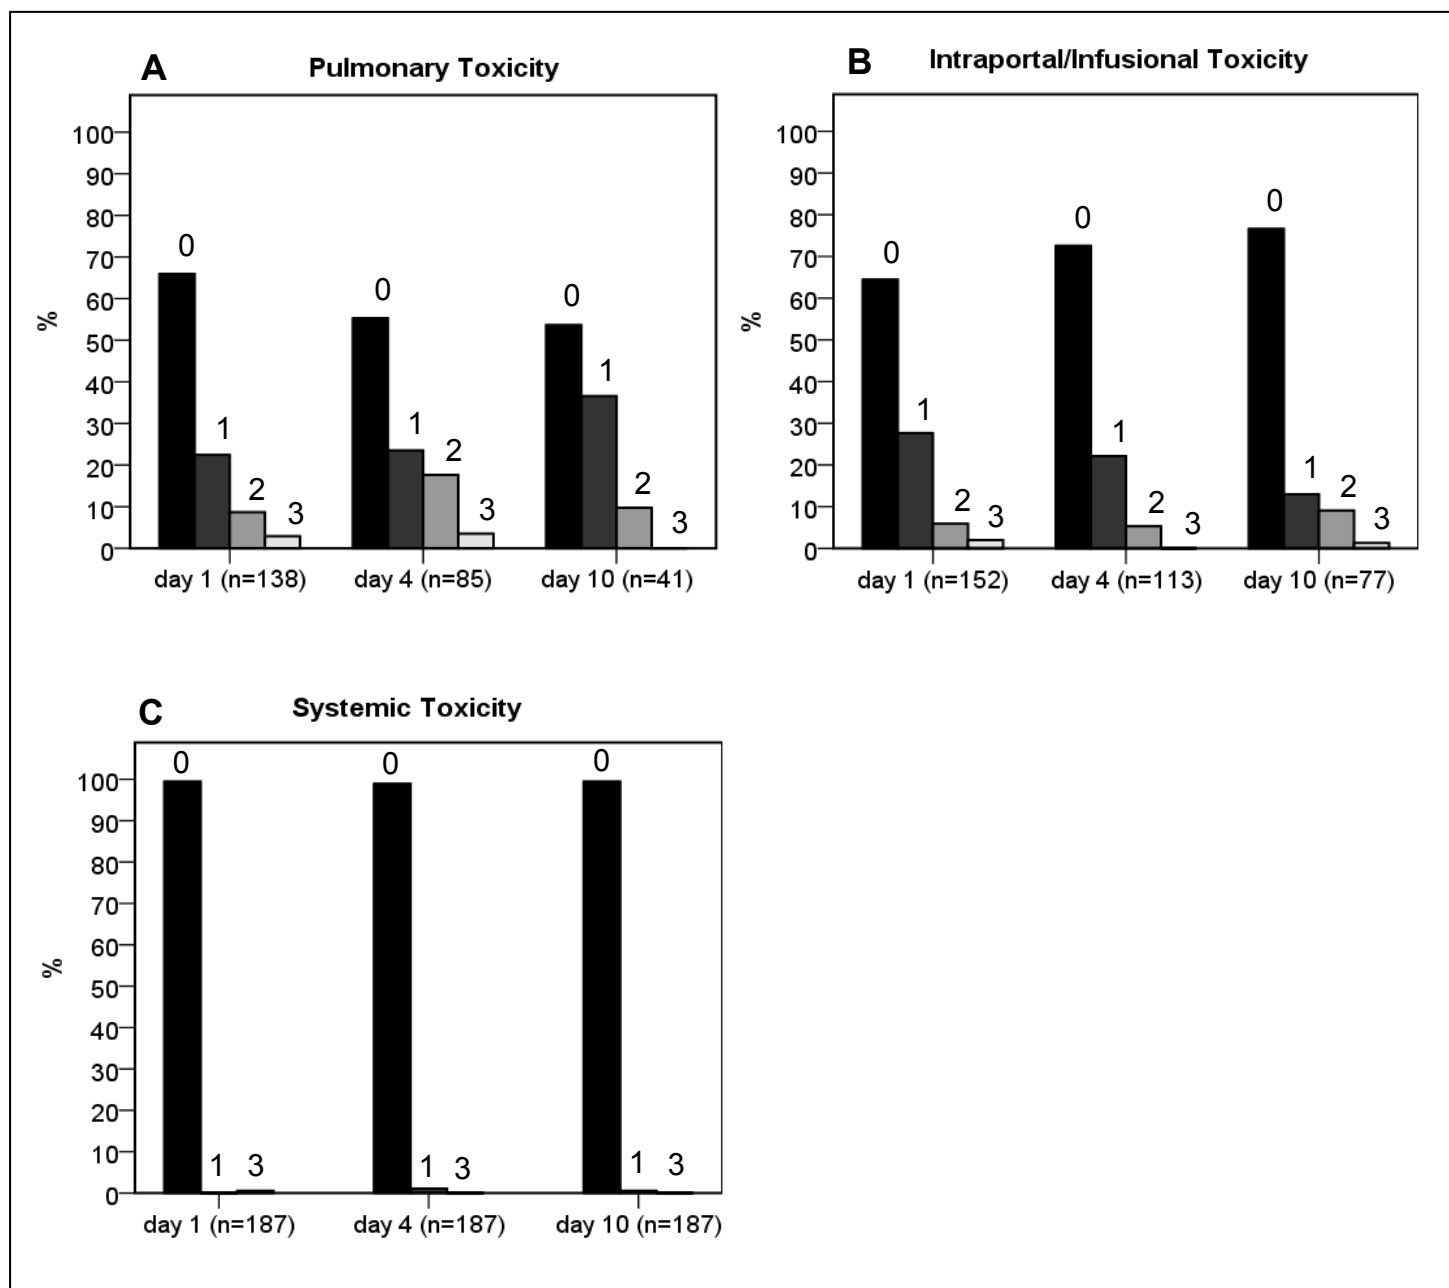 A Pulmonary Toxicity
%
100
90
80
70
60
50
40
30
20
10
0
0 1 2 3
0 1 2 3
0 1 2 3
day 1 (n=138) day 4 (n=85) day 10 (n=41)
B Intraportal/Infusional Toxicity
%
100
90
80
70
60
50
40
30
20
10
0
0 1 2 3
0 1 2 3
0 1 2 3
day 1 (n=152) day 4 (n=113) day 10 (n=77)
C Systemic Toxicity
%
100
90
80
70
60
50
40
30
20
10
0
0 1 3
0 1 3
0 1 3
day 1 (n=187) day 4 (n=187) day 10 (n=187)